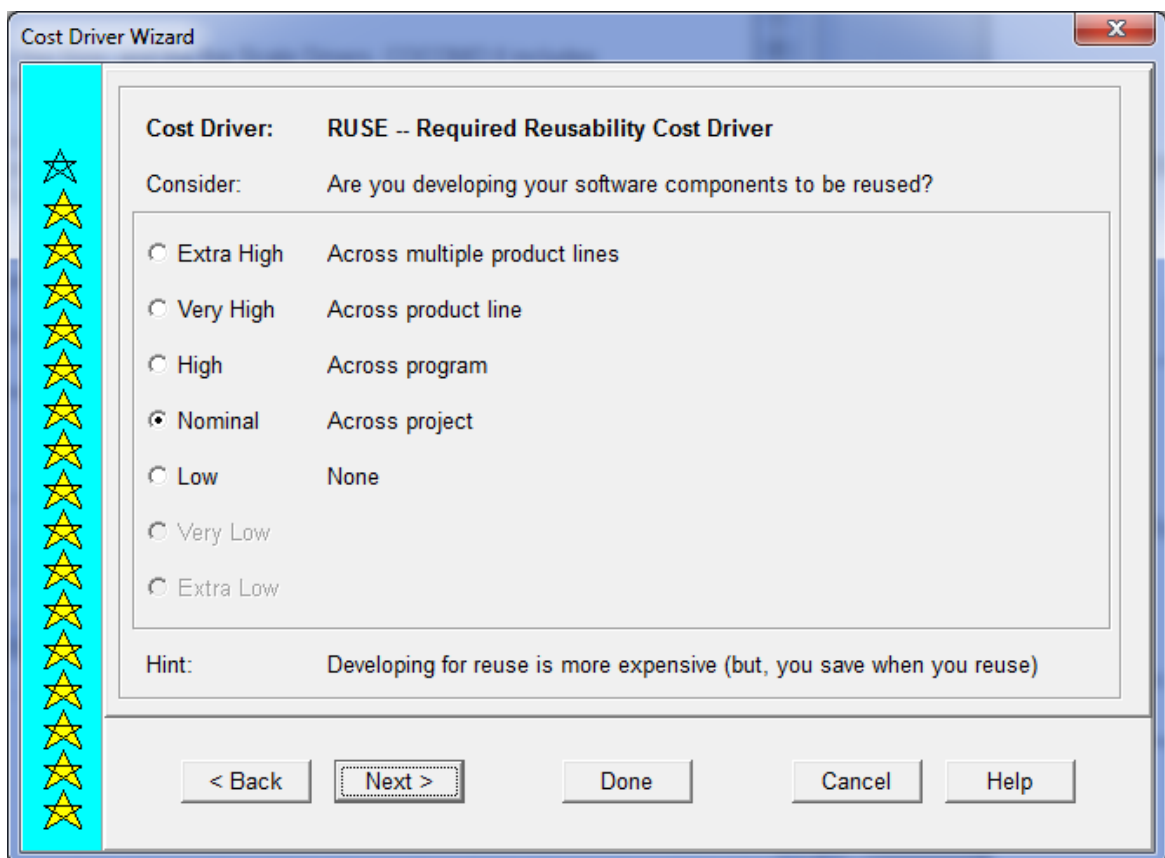 Cost Driver Wizard
Cost Driver: RUSE -- Required Reusability Cost Driver
Consider: Are you developing your software components to be reused?
Extra High Across multiple product lines
Very High Across product line
High Across program
Nominal Across project
Low None
Very Low
Extra Low
Hint: Developing for reuse is more expensive (but, you save when you reuse)
< Back Next > Done Cancel Help